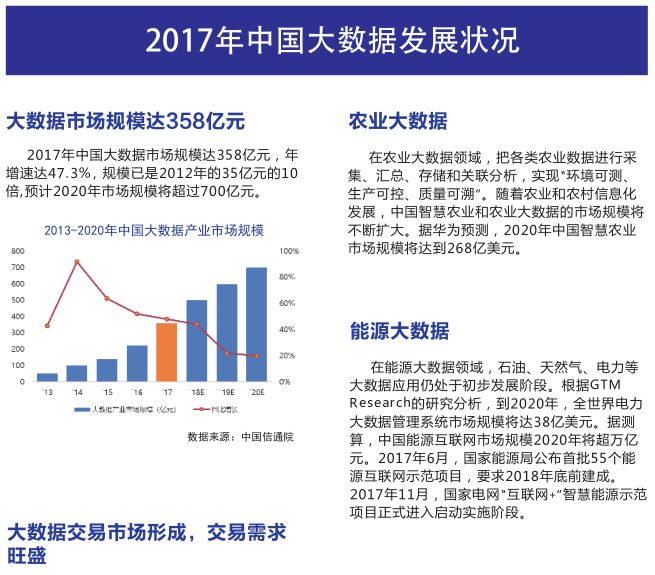 2017年中国大数据发展状况
大数据市场规模达358亿元
2017年中国大数据市场规模达358亿元，年
增速达47.3%，规模已是2012年的35亿元的10
倍,预计2020年市场规模将超过700亿元。
2013-2020年中国大数据产业市场规模
800
700
600
500
400
300
200
100
0
100%
80%
60%
40%
20%
0%
'13 '14 '15 '16 '17 '18E '19E '20E
大数据产业市场规模（亿元） 同比增长
数据来源：中国信通院
大数据交易市场形成，交易需求
旺盛
农业大数据
在农业大数据领域，把各类农业数据进行采
集、汇总、存储和关联分析，实现“环境可测、
生产可控、质量可溯”。随着农业和农村信息化
发展，中国智慧农业和农业大数据的市场规模将
不断扩大。据华为预测，2020年中国智慧农业
市场规模将达到268亿美元。
能源大数据
在能源大数据领域，石油、天然气、电力等
大数据应用仍处于初步发展阶段。根据GTM
Research的研究分析，到2020年，全世界电力
大数据管理系统市场规模将达38亿美元。据测
算，中国能源互联网市场规模2020年将超万亿
元。2017年6月，国家能源局公布首批55个能
源互联网示范项目，要求2018年底前建成。
2017年11月，国家电网“互联网+”智慧能源示范
项目正式进入启动实施阶段。